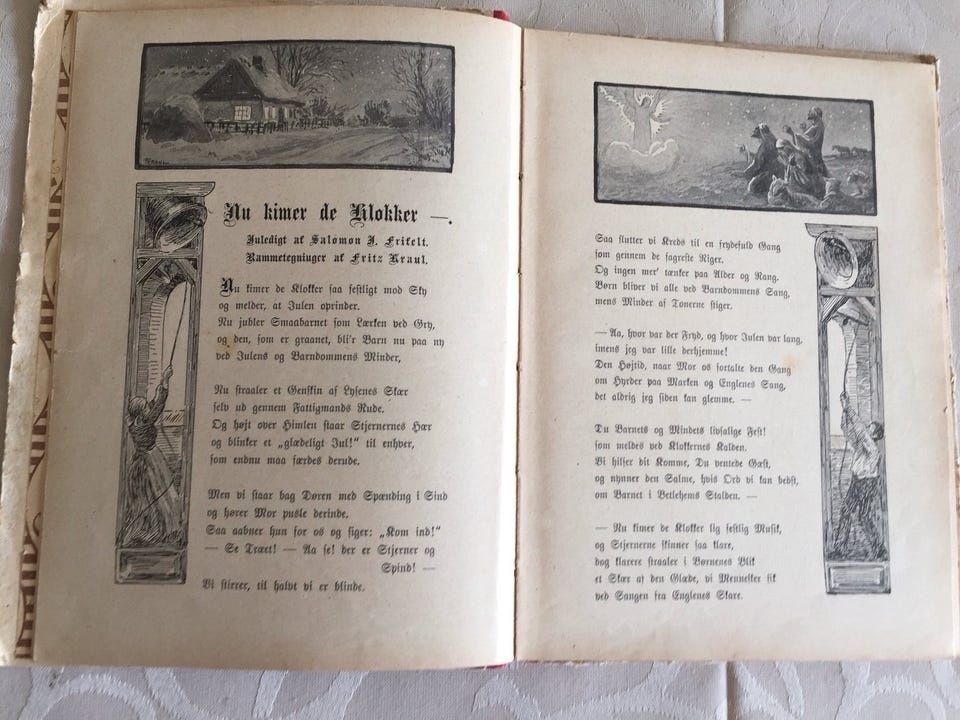 Nu kimer de Klokker —.
Juledigt af Salomon J. Frifelt.
Rammetegninger af Fritz Kraul.
Nu kimer de Klokker saa festligt mod Sky
og melder, at Julen oprinder.
Nu jubler Smaabarnet som Lærken ved Gry,
og den, som er graanet, bli'r Barn nu paa ny
ved Julens og Barndommens Minder,
Nu straaler et Genskin af Lysenes Skær
selv ud gennem Fattigmands Rude.
Og højt over Himlen staar Stjernernes Hær
og blinker et „glædeligt Jul!“ til enhver,
som endnu maa færdes derude.
Men vi staar bag Døren med Spænding i Sind
og hører Mor pusle derinde.
Saa aabner hun for os og siger: „Kom ind!“
— Se Træet! — Aa se! der er Stjerner og
Spind! —
Vi stirrer, til halvt vi er blinde.
Saa slutter vi Kreds til en frydefuld Gang
som gennem de fagreste Riger.
Og ingen mer' tænker paa Alder og Rang.
Børn bliver vi alle ved Barndommens Sang,
mens Minder af Tonerne stiger.
— Aa, hvor var der Fryd, og hvor Julen var lang,
imens jeg var lille derhjemme!
Den Højtid, naar Mor os fortalte den Gang
om Hyrder paa Marken og Englenes Sang,
det aldrig jeg siden kan glemme. —
Du Barnets og Mindets livsalige Fest!
som meldes ved Klokkernes Kalden.
Vi hilser dit Komme, Du ventede Gæst,
og nynner den Salme, hvis Ord vi kan bedst,
om Barnet i Betlehems Stalden. —
— Nu kimer de Klokker lig festlig Musik,
og Stjernerne skinner saa klare,
dog klarere straaler i Børnenes Blik
et Skær af den Glæde, vi Mennesker fik
ved Sangen fra Englenes Skare.